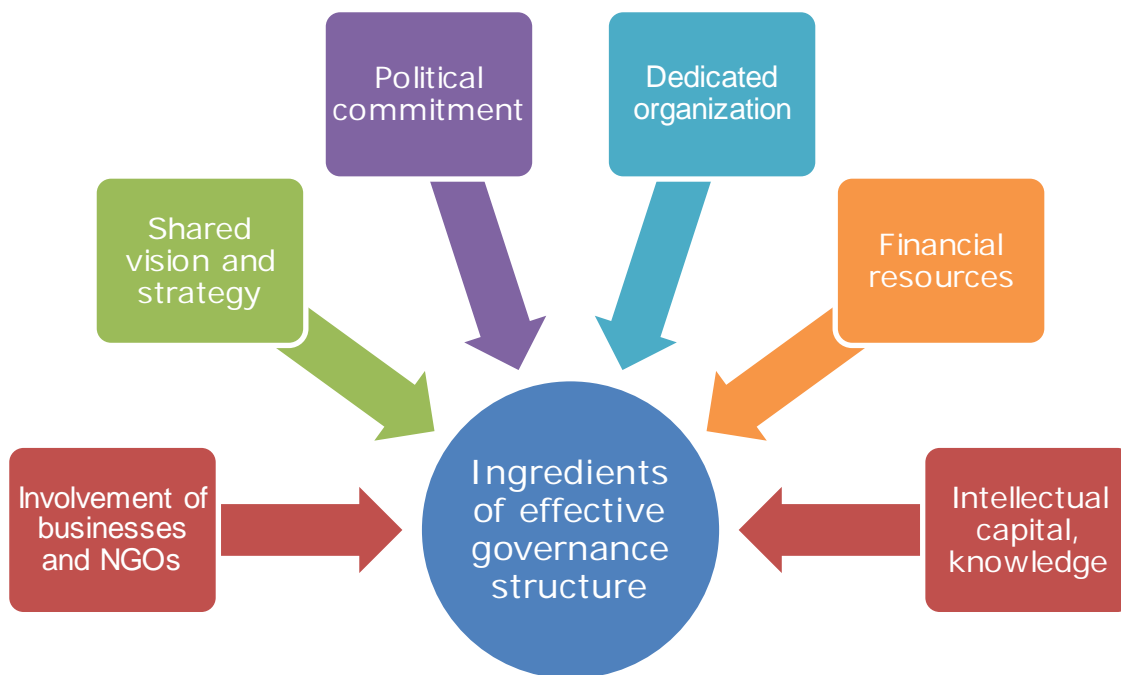 Political
commitment
Dedicated
organization
Shared
vision and
strategy
Financial
resources
Involvement of
businesses
and NGOs
Ingredients
of effective
governance
structure
Intellectual
capital,
knowledge